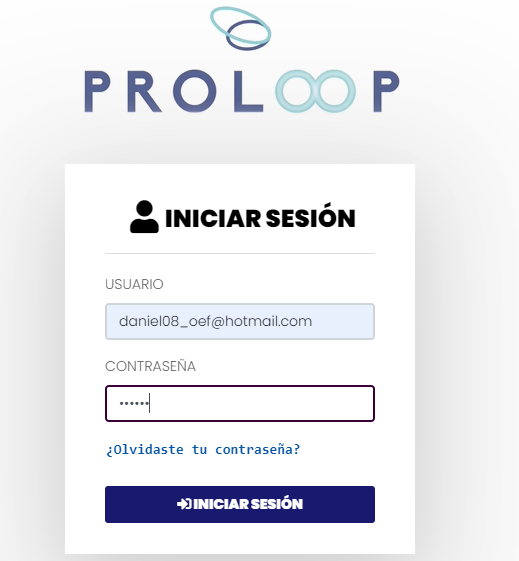 PROLOOP
INICIAR SESIÓN
USUARIO
daniel08_oef@hotmail.com
CONTRASEÑA
••••••
¿Olvidaste tu contraseña?
INICIAR SESIÓN